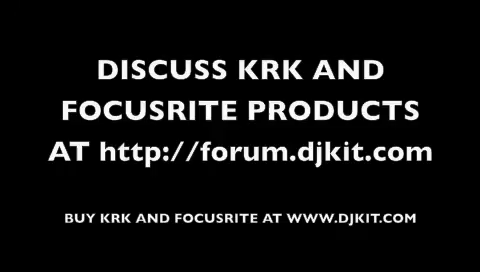 DISCUSS KRK AND
FOCUSRITE PRODUCTS
AT http://forum.djkit.com
BUY KRK AND FOCUSRITE AT WWW.DJKIT.COM